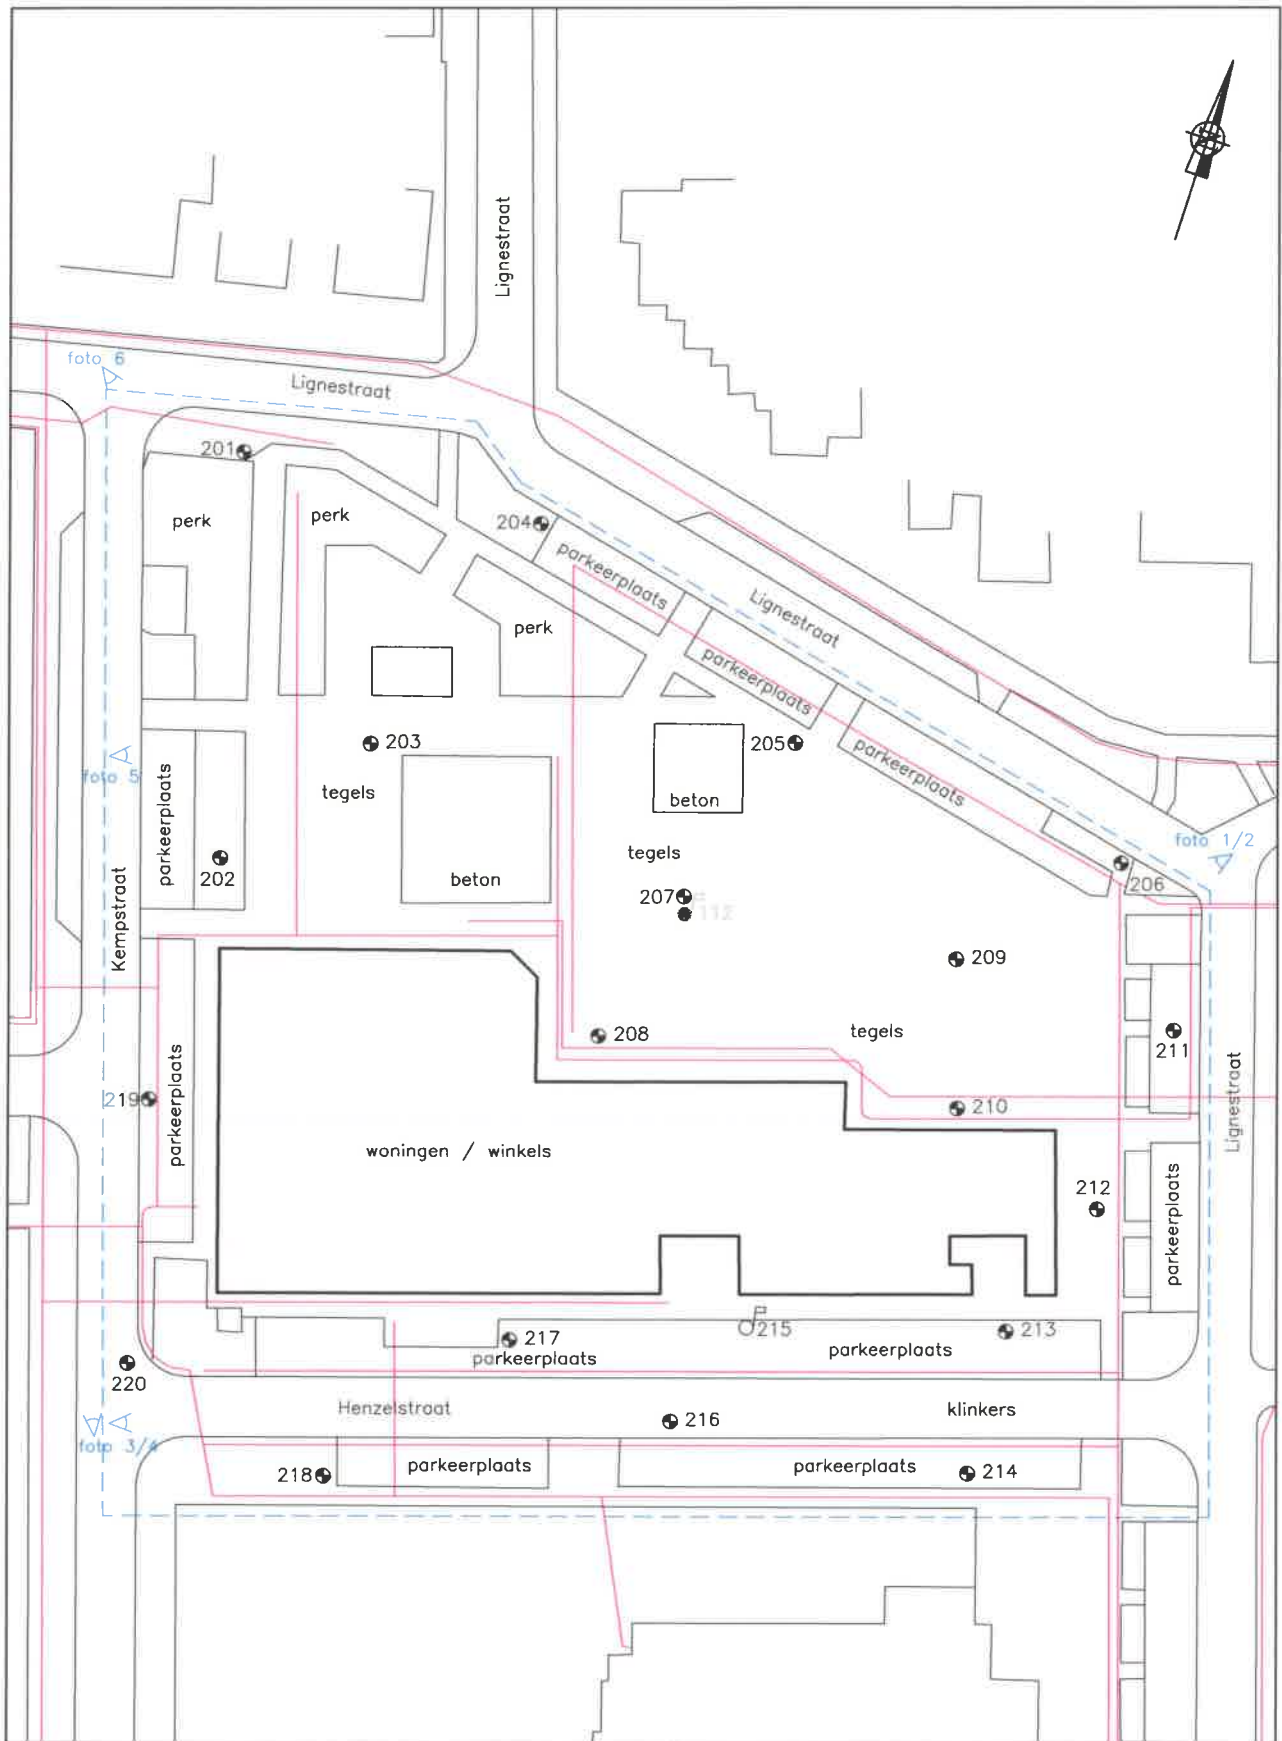 Lignestraat
foto 6
Lignestraat
201
perk
perk
204
parkeerplaats
Lignestraat
perk
parkeerplaats
203
205
parkeerplaats
foto 5
tegels
beton
parkeerplaats
foto 1/2
tegels
202
beton
206
Kempstraat
207
112
209
208
tegels
211
219
parkeerplaats
210
Lignestraat
woningen / winkels
212
parkeerplaats
215
213
217
parkeerplaats
parkeerplaats
220
Henzelstraat
216
klinkers
foto 3/4
218
parkeerplaats
parkeerplaats
214